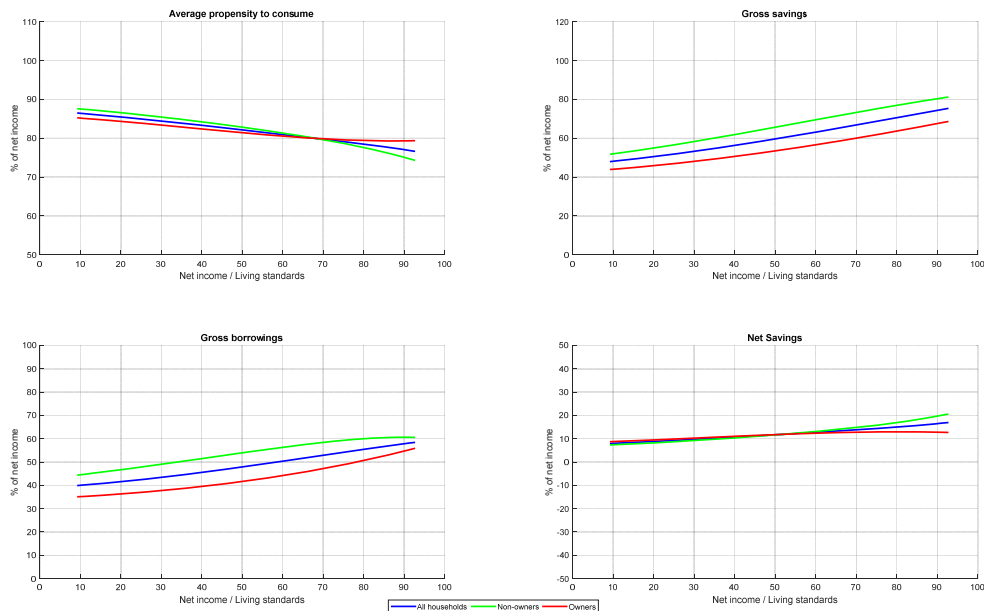 Average propensity to consume
110
100
90
80
70
60
50
% of net income
0 10 20 30 40 50 60 70 80 90 100
Net income / Living standards
Gross savings
120
100
80
60
40
20
0
% of net income
0 10 20 30 40 50 60 70 80 90 100
Net income / Living standards
Gross borrowings
100
90
80
70
60
50
40
30
20
10
0
% of net income
0 10 20 30 40 50 60 70 80 90 100
Net income / Living standards
Net Savings
50
40
30
20
10
0
-10
-20
-30
-40
-50
% of net income
0 10 20 30 40 50 60 70 80 90 100
Net income / Living standards
All households Non-owners Owners